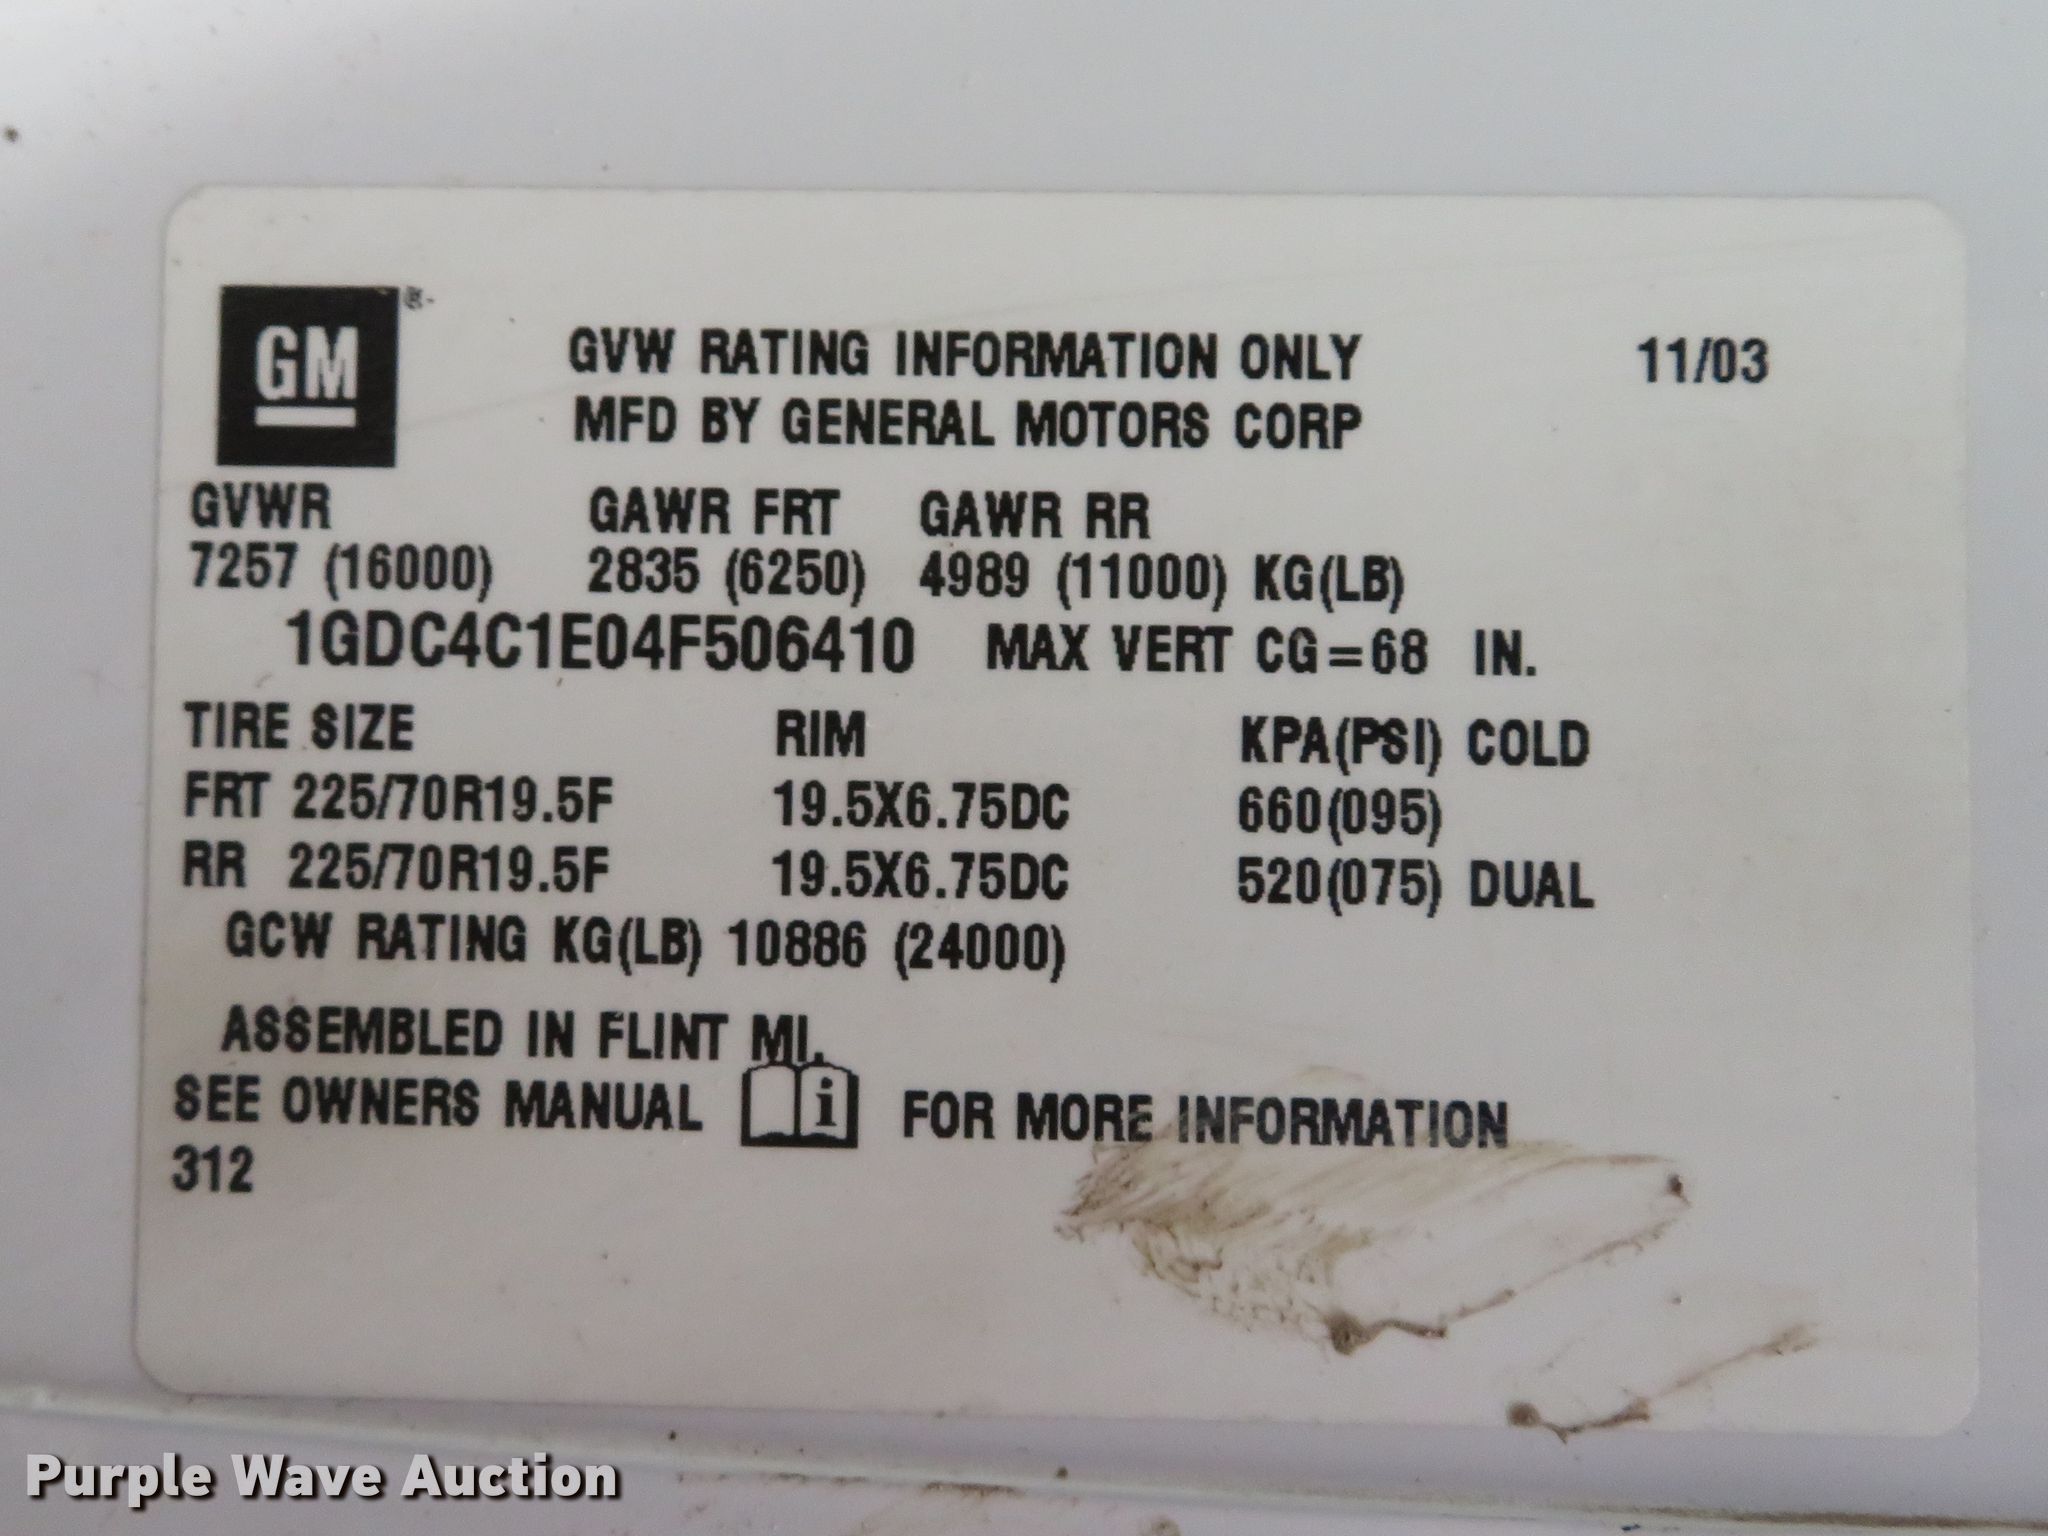 GM
GVW RATING INFORMATION ONLY 11/03
MFD BY GENERAL MOTORS CORP
GVWR GAWR FRT GAWR RR
7257 (16000) 2835 (6250) 4989 (11000) KG(LB)
1GDC4C1E04F506410 MAX VERT CG=68 IN.
TIRE SIZE RIM KPA(PSI) COLD
FRT 225/70R19.5F 19.5X6.75DC 660(095)
RR 225/70R19.5F 19.5X6.75DC 520(075) DUAL
GCW RATING KG(LB) 10886 (24000)
ASSEMBLED IN FLINT MI.
SEE OWNERS MANUAL i FOR MORE INFORMATION
312
Purple Wave Auction